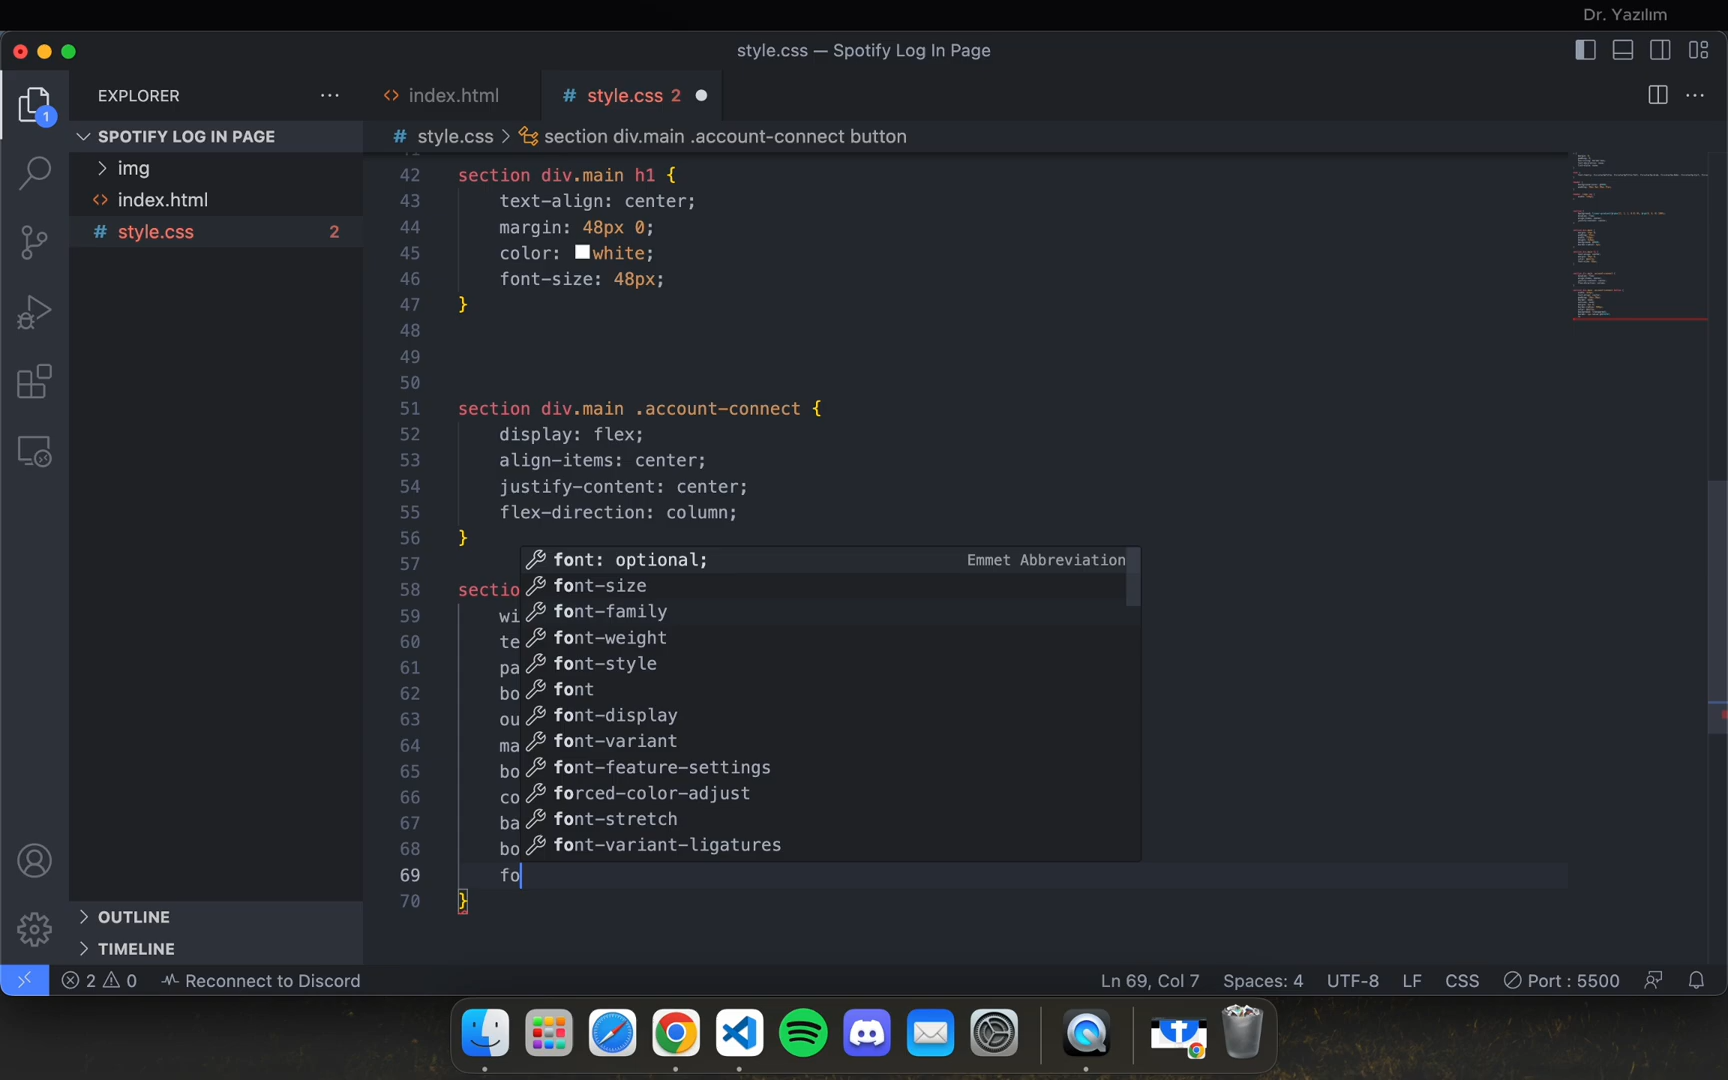 Dr. Yazılım
style.css — Spotify Log In Page
EXPLORER
index.html
# style.css 2
SPOTIFY LOG IN PAGE
# style.css > section div.main .account-connect button
img
index.html
# style.css 2
42 section div.main h1 {
43 text-align: center;
44 margin: 48px 0;
45 color: white;
46 font-size: 48px;
47 }
48
49
50
51 section div.main .account-connect {
52 display: flex;
53 align-items: center;
54 justify-content: center;
55 flex-direction: column;
56 }
57
58 sectio
59 wi
60 te
61 pa
62 bo
63 ou
64 ma
65 bo
66 co
67 ba
68 bo
69 fo
70 }
font: optional; Emmet Abbreviation
font-size
font-family
font-weight
font-style
font
font-display
font-variant
font-feature-settings
forced-color-adjust
font-stretch
font-variant-ligatures
OUTLINE
TIMELINE
2 0 Reconnect to Discord
Ln 69, Col 7 Spaces: 4 UTF-8 LF CSS Port : 5500
1